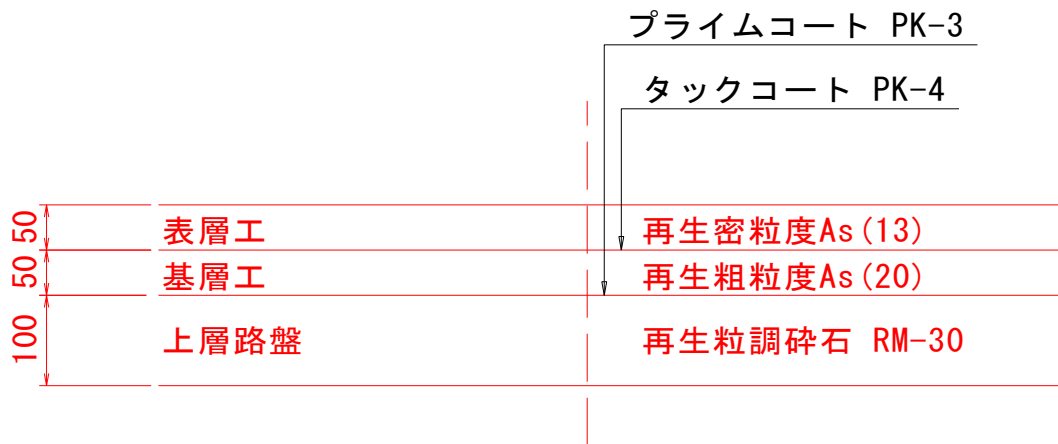 プライムコート PK-3
タックコート PK-4
50 表層工 再生密粒度As(13)
50 基層工 再生粗粒度As(20)
100 上層路盤 再生粒調砕石 RM-30